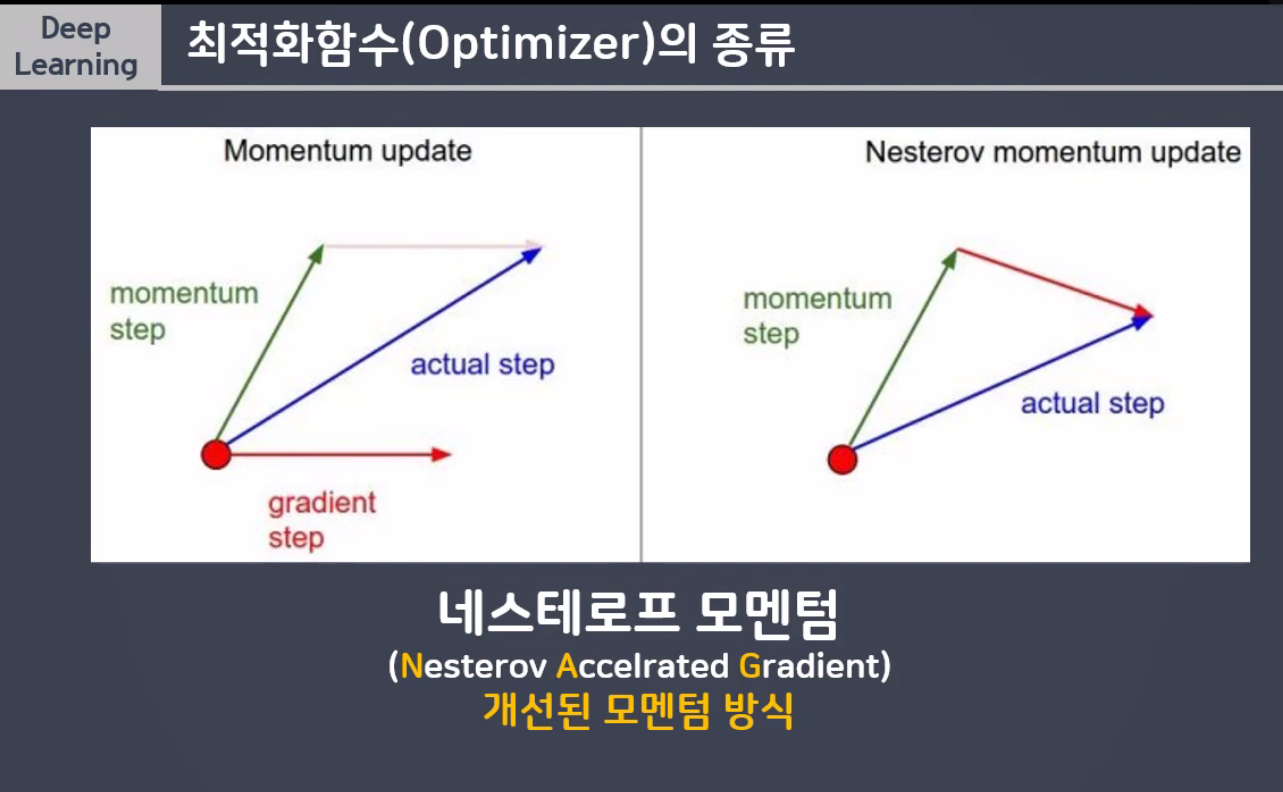 Deep
Learning
최적화함수(Optimizer)의 종류
Momentum update
momentum
step
actual step
gradient
step
Nesterov momentum update
momentum
step
actual step
네스테로프 모멘텀
(Nesterov Accelrated Gradient)
개선된 모멘텀 방식